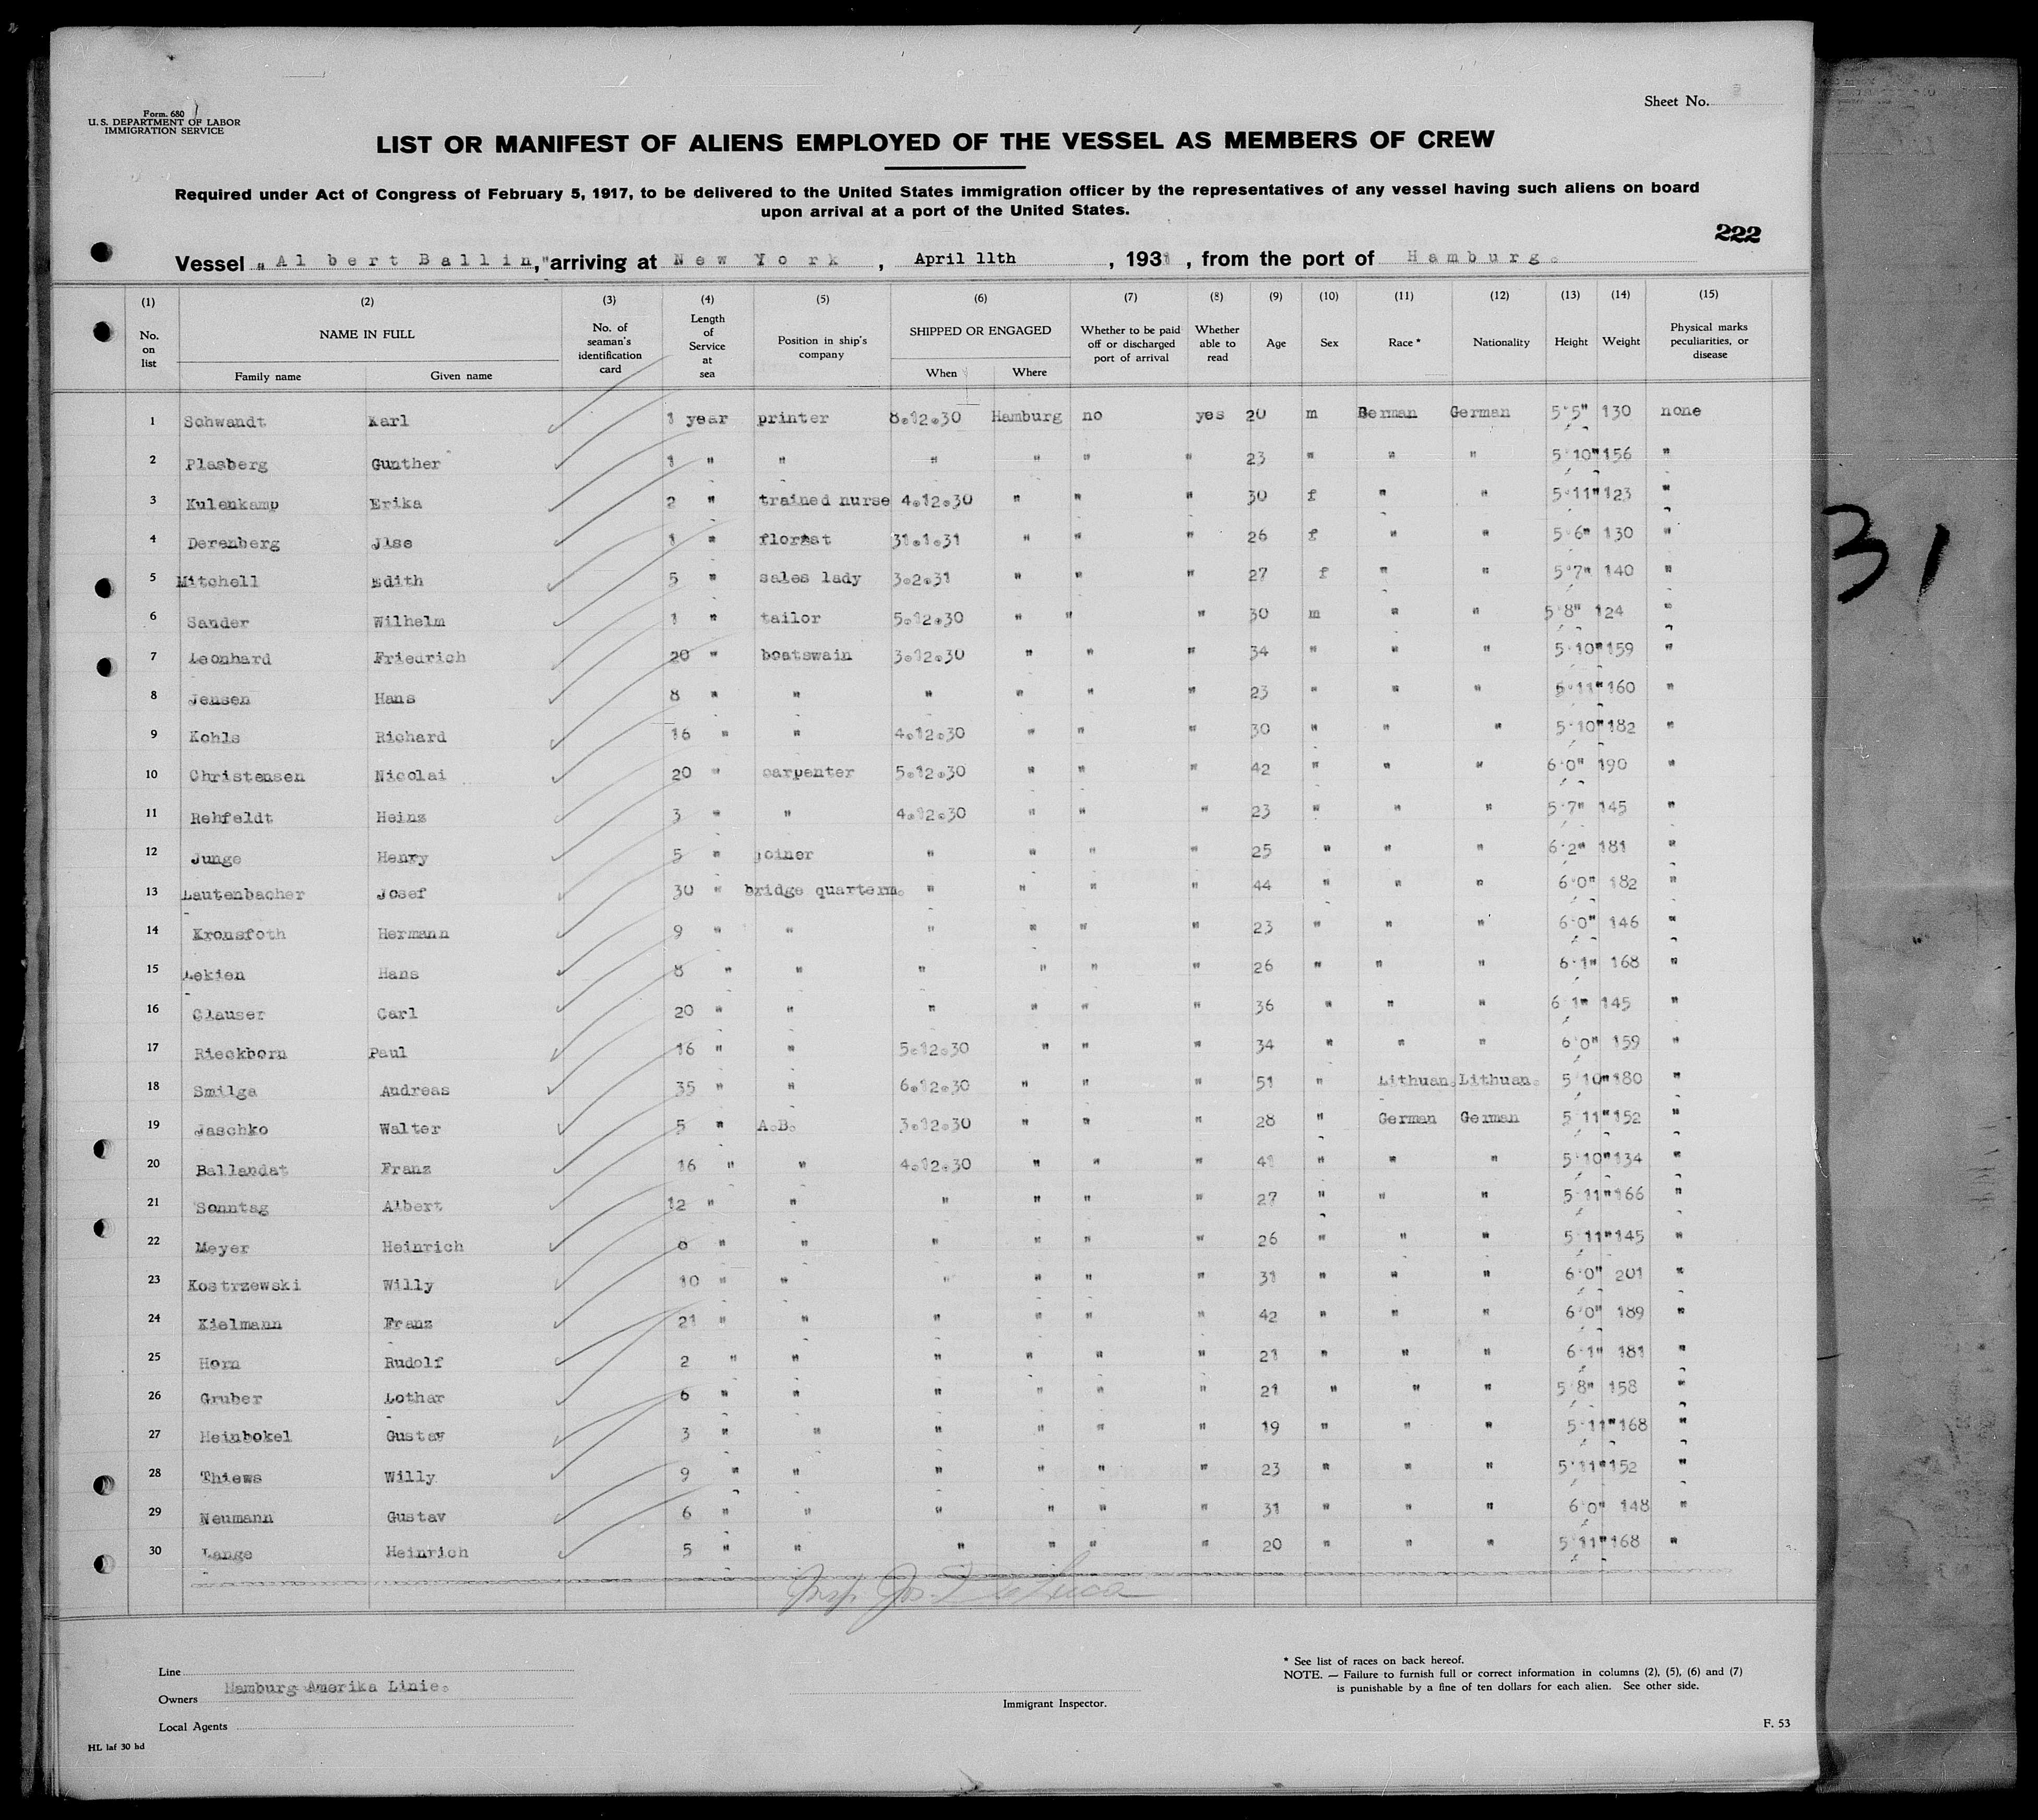 Form. 680
U. S. DEPARTMENT OF LABOR
IMMIGRATION SERVICE
Sheet No.
LIST OR MANIFEST OF ALIENS EMPLOYED OF THE VESSEL AS MEMBERS OF CREW
Required under Act of Congress of February 5, 1917, to be delivered to the United States immigration officer by the representatives of any vessel having such aliens on board
upon arrival at a port of the United States.
222
Vessel „Albert Ballin," arriving at New York, April 11th, 1931, from the port of Hamburg.
(1) (2) (3) (4) (5) (6) (7) (8) (9) (10) (11) (12) (13) (14) (15)
No. on list NAME IN FULL Family name Given name No. of seaman's identification card Length of Service at sea Position in ship's company SHIPPED OR ENGAGED When Where Whether to be paid off or discharged port of arrival Whether able to read Age Sex Race * Nationality Height Weight Physical marks peculiarities, or disease
1 Schwandt Karl 1 year printer 8.12.30 Hamburg no yes 20 m German German 5'5" 130 none
2 Plasberg Gunther 1 " " " " " " 23 " " " 5'10" 156 "
3 Kulenkamp Erika 2 " trained nurse 4.12.30 " " " 30 f " " 5'11" 123 "
4 Derenberg Jlse 1 " 31.1.31 " " " 26 f " " 5'6" 130 "
5 Mitchell Edith 5 " sales lady 3.2.31 " " " 27 f " " 5'7" 140 "
6 Sander Wilhelm 1 " tailor 5.12.30 " " " 30 m " " 5'8" 124 "
7 Leonhard Friedrich 20 " boatswain 3.12.30 " " " 34 " " " 5'10" 159 "
8 Jensen Hans 8 " " " " " " 23 " " " 5'11" 160 "
9 Kohls Richard 16 " " 4.12.30 " " " 30 " " " 5'10" 182 "
10 Christensen Nicolai 20 " carpenter 5.12.30 " " " 42 " " " 6'0" 190 "
11 Rehfeldt Heinz 3 " " 4.12.30 " " " 23 " " " 5'7" 145 "
12 Junge Henry 5 " joiner " " " " 25 " " " 6'2" 181 "
13 Lautenbacher Josef 30 " bridge quarterm. " " " " 44 " " " 6'0" 182 "
14 Kronsfoth Hermann 9 " " " " " " 23 " " " 6'0" 146 "
15 Lekien Hans 8 " " " " " " 26 " " " 6'1" 168 "
16 Clauser Carl 20 " " " " " " 36 " " " 6'1" 145 "
17 Rieckborn Paul 16 " " 5.12.30 " " " 34 " " " 6'0" 159 "
18 Smilga Andreas 35 " " 6.12.30 " " " 51 " Lithuan. Lithuan. 5'10" 180 "
19 Jaschko Walter 5 " A.B. 3.12.30 " " " 28 " German German 5'11" 152 "
20 Ballandat Franz 16 " " 4.12.30 " " " 41 " " " 5'10" 134 "
21 Sonntag Albert 12 " " " " " " 27 " " " 5'11" 166 "
22 Meyer Heinrich 8 " " " " " " 26 " " " 5'11" 145 "
23 Kostrzewski Willy 10 " " " " " " 31 " " " 6'0" 201 "
24 Kielmann Franz 21 " " " " " " 42 " " " 6'0" 189 "
25 Horn Rudolf 2 " " " " " " 21 " " " 6'1" 181 "
26 Gruber Lothar 6 " " " " " " 21 " " " 5'8" 158 "
27 Heinbokel Gustav 3 " " " " " " 19 " " " 5'11" 168 "
28 Thiews Willy 9 " " " " " " 23 " " " 5'11" 152 "
29 Neumann Gustav 6 " " " " " " 31 " " " 6'0" 148 "
30 Lange Heinrich 5 " " " " " " 20 " " " 5'11" 168 "
Insp. Jos. DeLuca
Line
Owners Hamburg-Amerika Linie.
Local Agents
Immigrant Inspector.
* See list of races on back hereof.
NOTE. — Failure to furnish full or correct information in columns (2), (5), (6) and (7)
is punishable by a fine of ten dollars for each alien. See other side.
HL laf 30 hd
F. 53
31